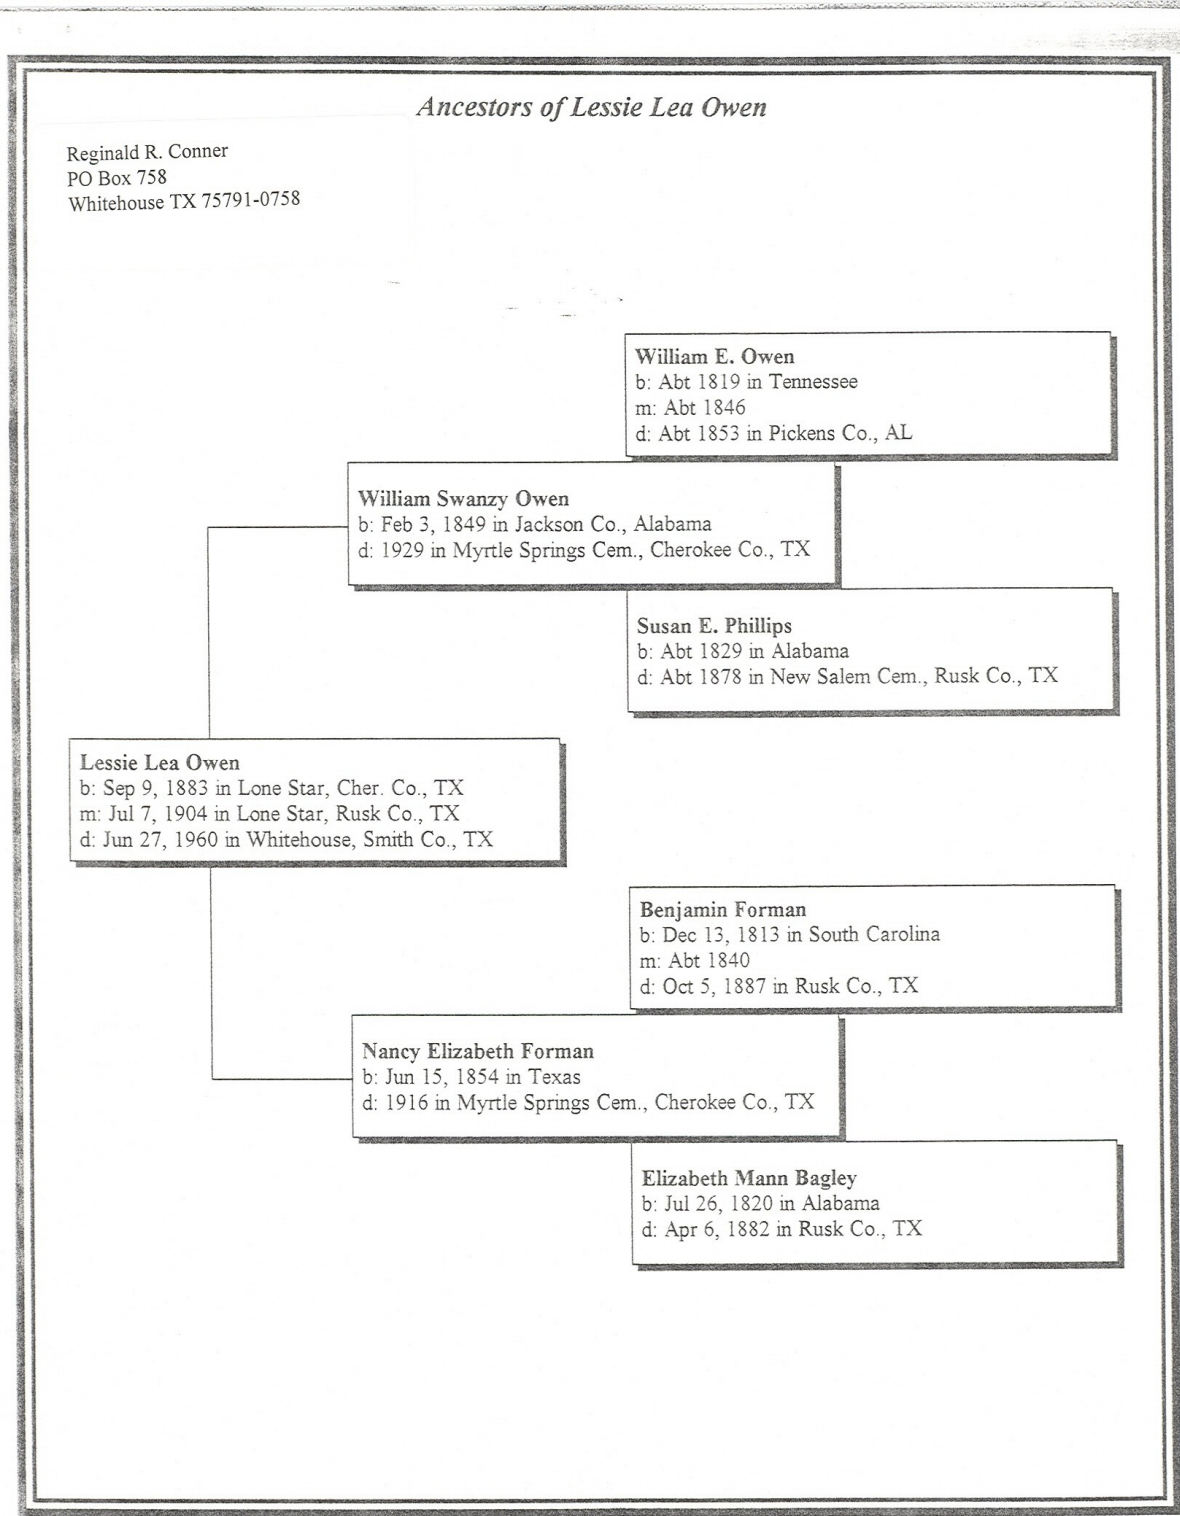 Ancestors of Lessie Lea Owen
Reginald R. Conner
PO Box 758
Whitehouse TX 75791-0758
William E. Owen
b: Abt 1819 in Tennessee
m: Abt 1846
d: Abt 1853 in Pickens Co., AL
William Swanzy Owen
b: Feb 3, 1849 in Jackson Co., Alabama
d: 1929 in Myrtle Springs Cem., Cherokee Co., TX
Susan E. Phillips
b: Abt 1829 in Alabama
d: Abt 1878 in New Salem Cem., Rusk Co., TX
Lessie Lea Owen
b: Sep 9, 1883 in Lone Star, Cher. Co., TX
m: Jul 7, 1904 in Lone Star, Rusk Co., TX
d: Jun 27, 1960 in Whitehouse, Smith Co., TX
Benjamin Forman
b: Dec 13, 1813 in South Carolina
m: Abt 1840
d: Oct 5, 1887 in Rusk Co., TX
Nancy Elizabeth Forman
b: Jun 15, 1854 in Texas
d: 1916 in Myrtle Springs Cem., Cherokee Co., TX
Elizabeth Mann Bagley
b: Jul 26, 1820 in Alabama
d: Apr 6, 1882 in Rusk Co., TX